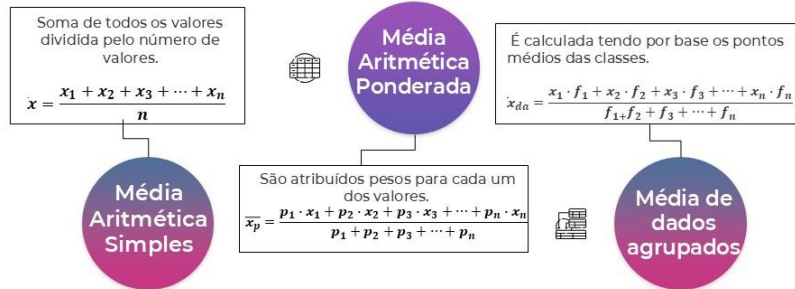 Soma de todos os valores
dividida pelo número de
valores.
x = (x₁ + x₂ + x₃ + ⋯ + xₙ) / n
Média
Aritmética
Simples
Média
Aritmética
Ponderada
São atribuídos pesos para cada um
dos valores.
x̅ₚ = (p₁ · x₁ + p₂ · x₂ + p₃ · x₃ + ⋯ + pₙ · xₙ) / (p₁ + p₂ + p₃ + ⋯ + pₙ)
É calculada tendo por base os pontos
médios das classes.
x_da = (x₁ · f₁ + x₂ · f₂ + x₃ · f₃ + ⋯ + xₙ · fₙ) / (f₁₊f₂ + f₃ + ⋯ + fₙ)
Média de
dados
agrupados